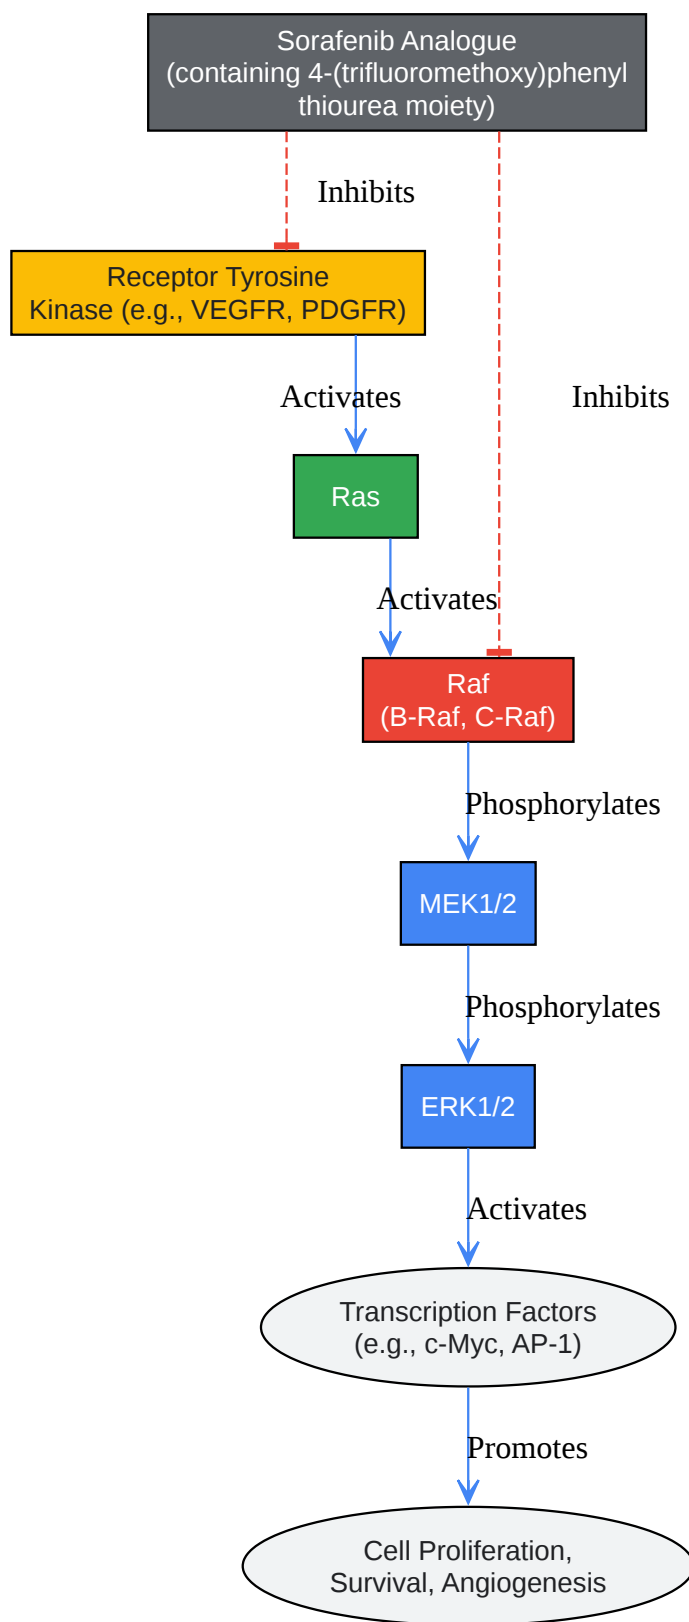 Sorafenib Analogue
(containing 4-(trifluoromethoxy)phenyl
thiourea moiety)
Inhibits
Receptor Tyrosine
Kinase (e.g., VEGFR, PDGFR)
Activates
Inhibits
Ras
Activates
Raf
(B-Raf, C-Raf)
Phosphorylates
MEK1/2
Phosphorylates
ERK1/2
Activates
Transcription Factors
(e.g., c-Myc, AP-1)
Promotes
Cell Proliferation,
Survival, Angiogenesis